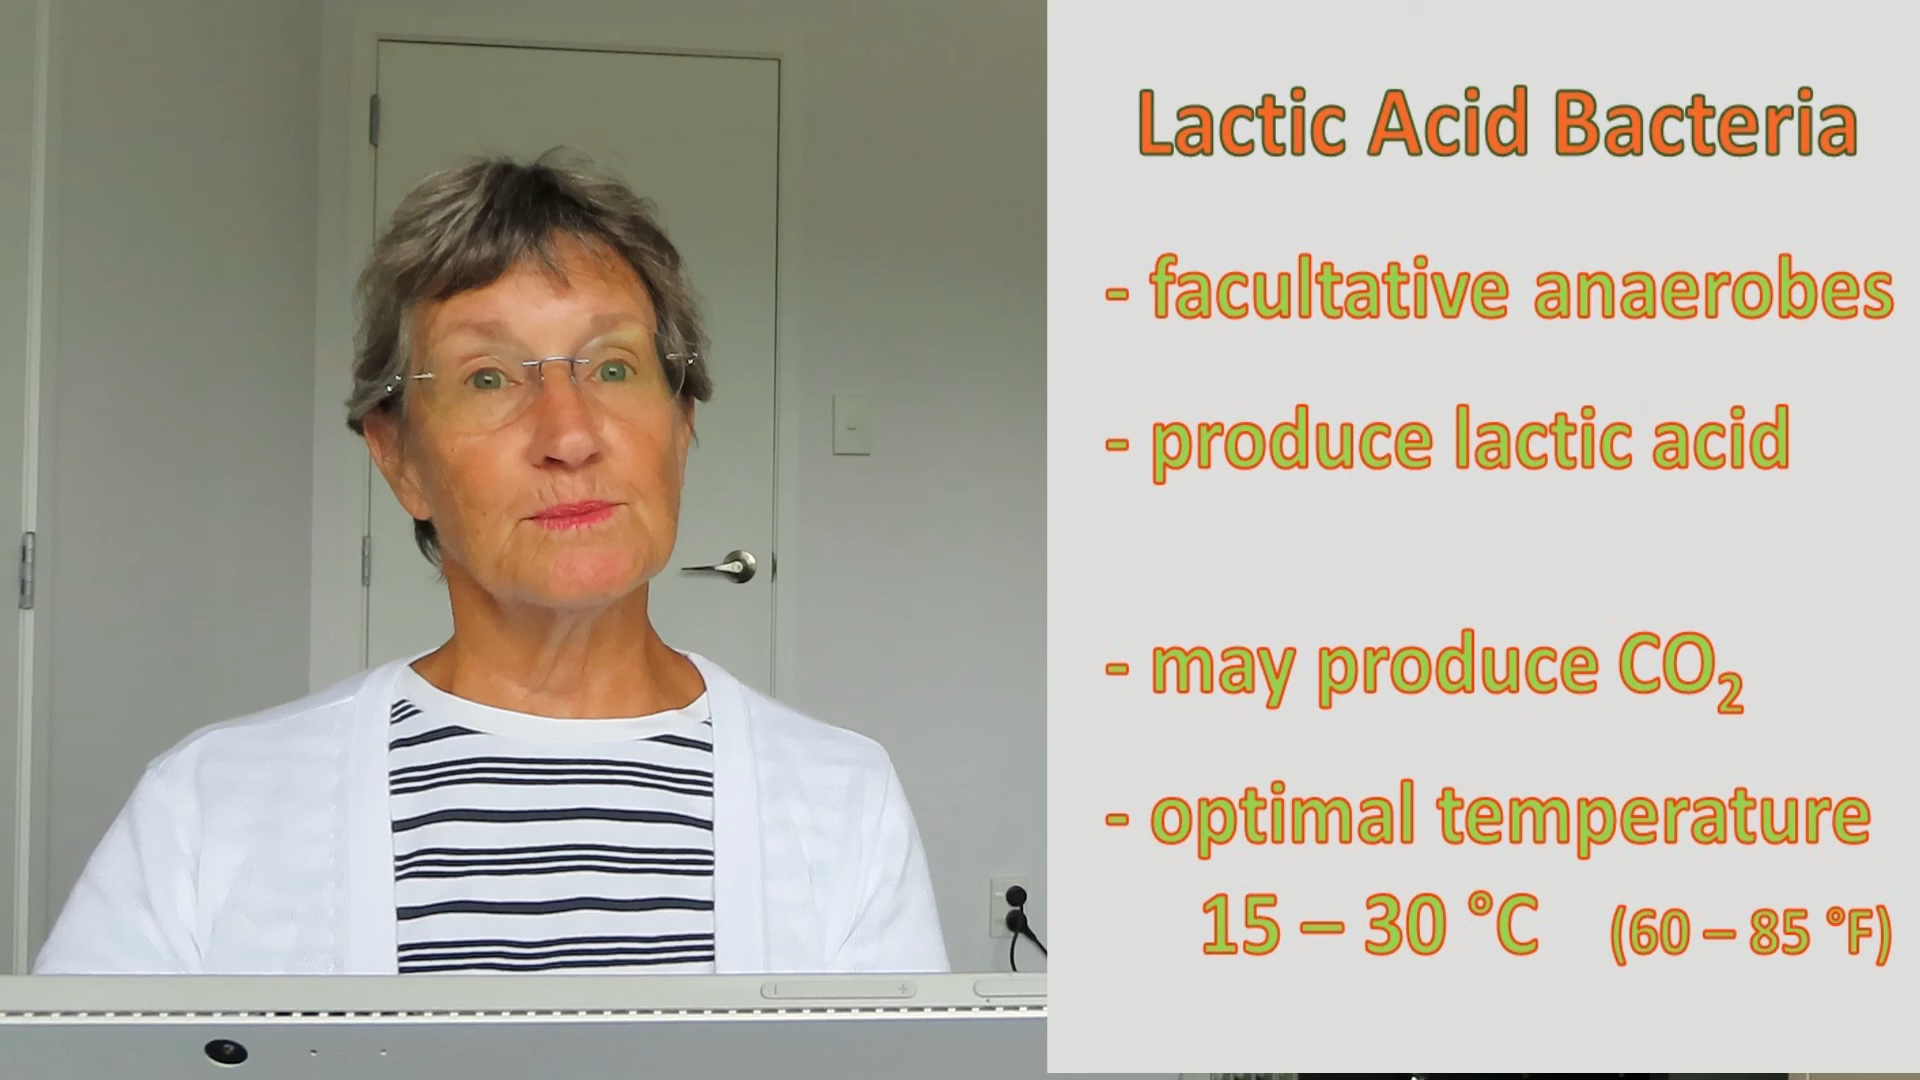 Lactic Acid Bacteria
- facultative anaerobes
- produce lactic acid
- may produce CO₂
- optimal temperature
15 – 30 °C (60 – 85 °F)